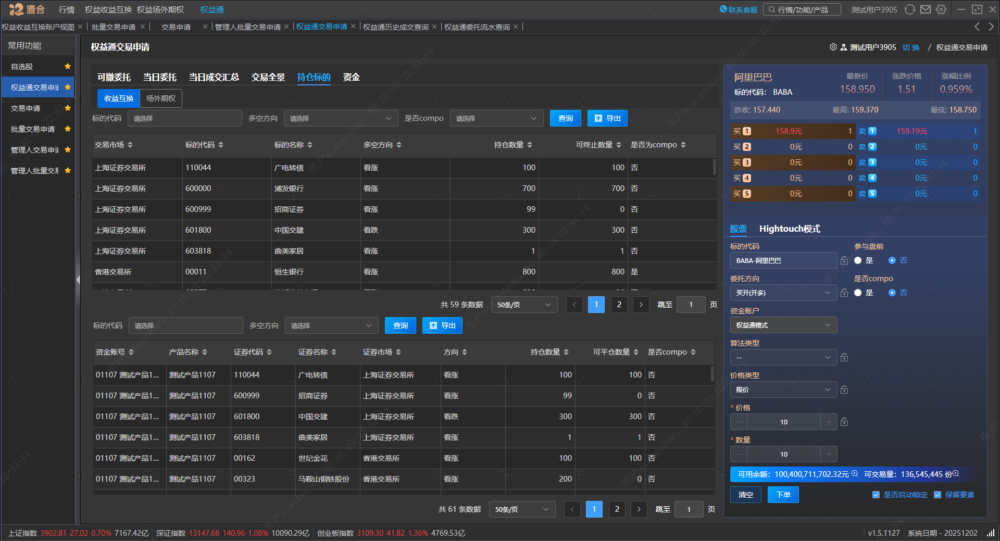 道合 行情 权益收益互换 权益场外期权 权益通 联系客服 行情/功能/产品 测试用户3905
权益收益互换账户视图 × 批量交易申请 × 交易申请 × 管理人批量交易申请 × 权益通交易申请 × 权益通历史成交查询 × 权益通委托流水查询 ×
常用功能
自选股
权益通交易申请
交易申请
批量交易申请
管理人交易申请
管理人批量交易
权益通交易申请
测试用户3905 切换 / 权益通交易申请
可撤委托 当日委托 当日成交汇总 交易全景 持仓标的 资金
收益互换 场外期权
标的代码 请选择 多空方向 请选择 是否compo 请选择 查询 导出
交易市场 标的代码 标的名称 多空方向 持仓数量 可终止数量 是否为compo
上海证券交易所 110044 广电转债 看涨 100 100 否
上海证券交易所 600000 浦发银行 看涨 700 700 否
上海证券交易所 600999 招商证券 看涨 99 0 否
上海证券交易所 601800 中国交建 看跌 300 300 否
上海证券交易所 603818 曲美家居 看涨 1 1 否
香港交易所 00011 恒生银行 看涨 800 800 是
共 59 条数据 50条/页 < 1 2 > 跳至 1 页
标的代码 请选择 多空方向 请选择 查询 导出
资金账号 产品名称 证券代码 证券名称 证券市场 方向 持仓数量 可平仓数量 是否compo
01107 测试产品1... 测试产品1107 110044 广电转债 上海证券交易所 看涨 100 100 否
01107 测试产品1... 测试产品1107 600999 招商证券 上海证券交易所 看涨 99 0 否
01107 测试产品1... 测试产品1107 601800 中国交建 上海证券交易所 看跌 300 300 否
01107 测试产品1... 测试产品1107 603818 曲美家居 上海证券交易所 看涨 1 1 否
01107 测试产品1... 测试产品1107 00162 世纪金花 香港交易所 看涨 100 100 否
01107 测试产品1... 测试产品1107 00323 马鞍山钢铁股份 香港交易所 看涨 200 0 否
共 61 条数据 50条/页 < 1 2 > 跳至 1 页
阿里巴巴 最新价 涨跌价格 涨幅比例
标的代码： BABA 158.950 1.51 0.959%
昨收: 157.440 最高: 159.370 最低: 158.750
买 1 158.9元 1 卖 1 159.19元 1
买 2 0元 0 卖 2 0元 0
买 3 0元 0 卖 3 0元 0
买 4 0元 0 卖 4 0元 0
买 5 0元 0 卖 5 0元 0
股票 Hightouch模式
标的代码 参与盘前
BABA-阿里巴巴 是 否
委托方向 是否compo
买开(开多) 是 否
资金账户
权益通模式
算法类型
--
价格类型
限价
* 价格
− 10 +
* 数量
− 10 +
可用余额：100,400,711,702.32元 可交易量：136,545,445 份
清空 下单 是否启动锁定 保留要素
上证指数 3902.81 27.02 0.70% 7167.42亿 深证指数 13147.68 140.96 1.08% 10090.29亿 创业板指数 3109.30 41.82 1.36% 4769.53亿 v1.5.1127 系统日期 - 20251202